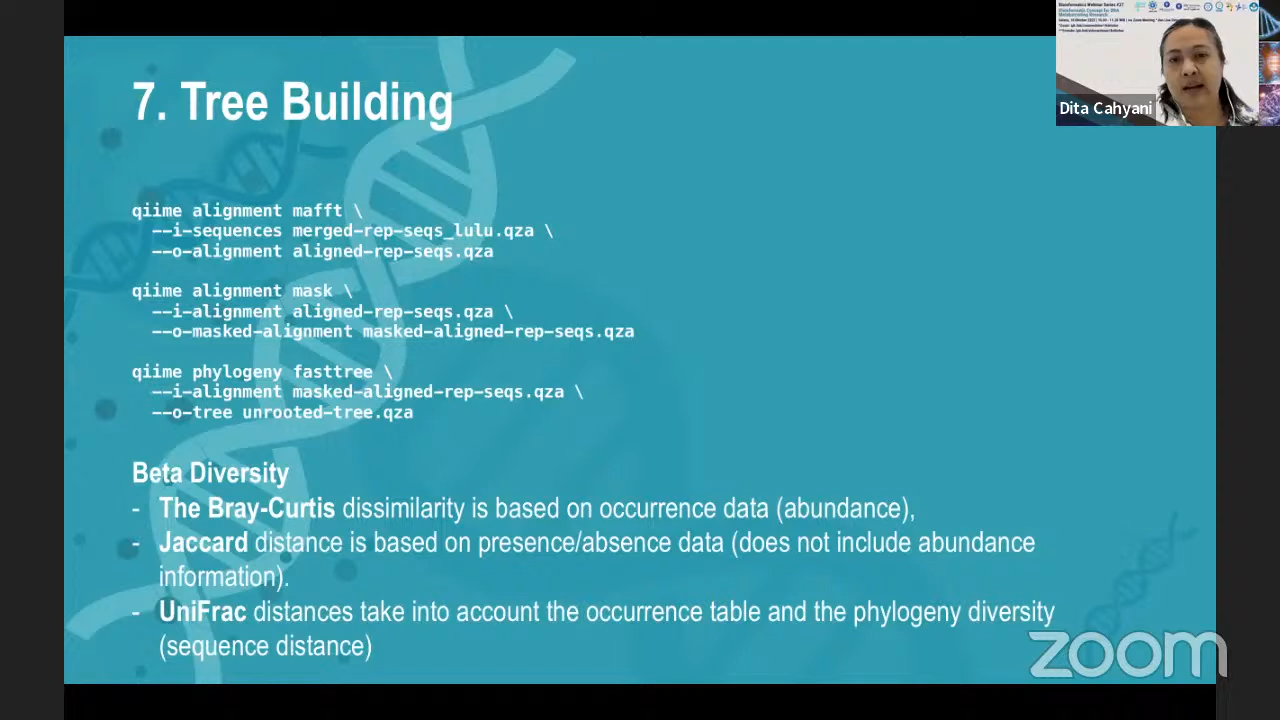 Bioinformatics Webinar Series #27
Dita Cahyani
7. Tree Building
qiime alignment mafft \
--i-sequences merged-rep-seqs_lulu.qza \
--o-alignment aligned-rep-seqs.qza
qiime alignment mask \
--i-alignment aligned-rep-seqs.qza \
--o-masked-alignment masked-aligned-rep-seqs.qza
qiime phylogeny fasttree \
--i-alignment masked-aligned-rep-seqs.qza \
--o-tree unrooted-tree.qza
Beta Diversity
- The Bray-Curtis dissimilarity is based on occurrence data (abundance),
- Jaccard distance is based on presence/absence data (does not include abundance
information).
- UniFrac distances take into account the occurrence table and the phylogeny diversity
(sequence distance)
zoom